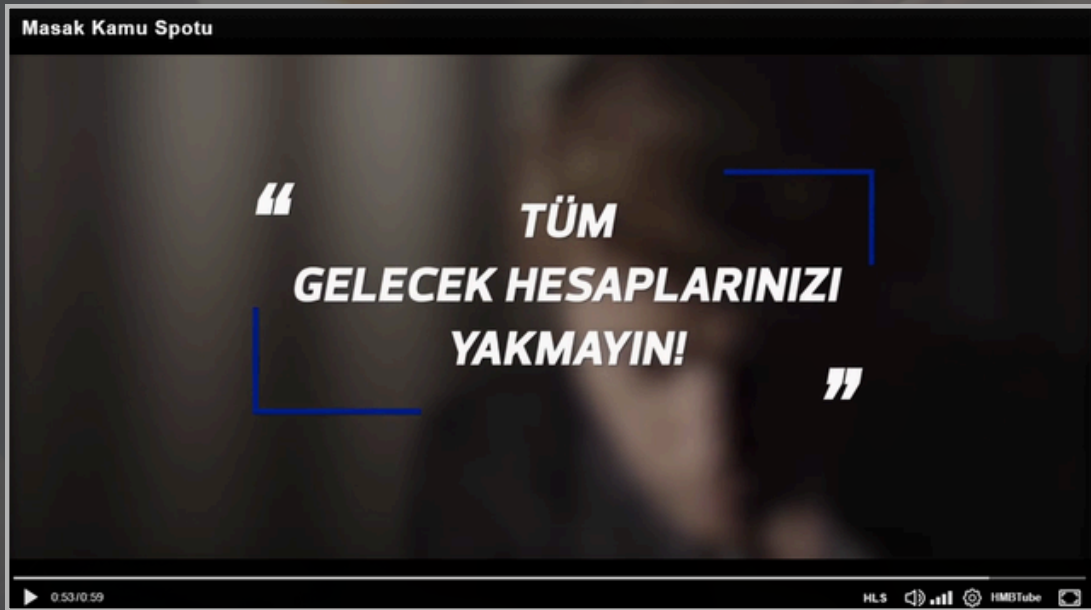 Masak Kamu Spotu
“
TÜM
GELECEK HESAPLARINIZI
YAKMAYIN!
”
0:53/0:59
HLS
HMBTube